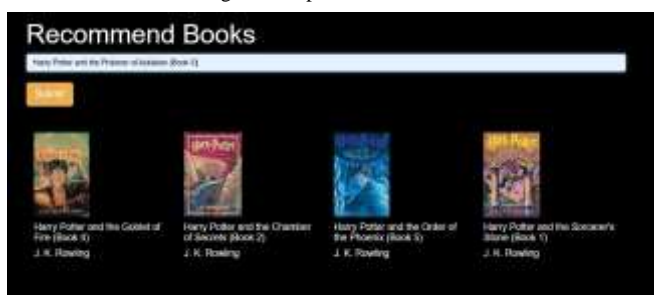 Recommend Books
Harry Potter and the Prisoner of Azkaban (Book 3)
Submit
Harry Potter and the Goblet of
Fire (Book 4)
J. K. Rowling
Harry Potter and the Chamber
of Secrets (Book 2)
J. K. Rowling
Harry Potter and the Order of
the Phoenix (Book 5)
J. K. Rowling
Harry Potter and the Sorcerer's
Stone (Book 1)
J. K. Rowling